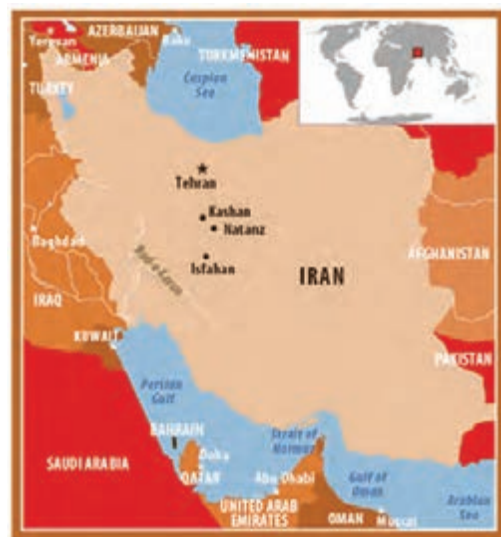 AZERBAIJAN
Yerevan
Baku
ARMENIA
TURKMENISTAN
TURKEY
Caspian
Sea
Tehran
Kashan
Natanz
Isfahan
Baghdad
IRAN
AFGHANISTAN
IRAQ
KUWAIT
PAKISTAN
Persian
Gulf
BAHRAIN
Strait of
Hormuz
SAUDI ARABIA
Doha
QATAR
Abu Dhabi
Gulf of
Oman
UNITED ARAB
EMIRATES
OMAN
Muscat
Arabian
Sea